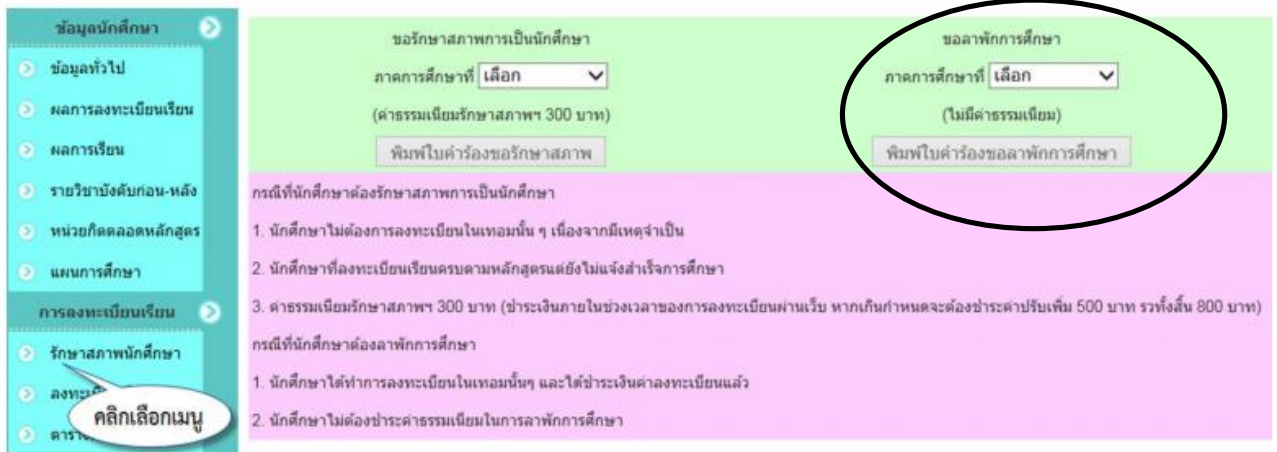 ข้อมูลนักศึกษา
ข้อมูลทั่วไป
ผลการลงทะเบียนเรียน
ผลการเรียน
รายวิชาบังคับก่อน-หลัง
หน่วยกิตตลอดหลักสูตร
แผนการศึกษา
การลงทะเบียนเรียน
รักษาสภาพนักศึกษา
คลิกเลือกเมนู
ขอรักษาสภาพการเป็นนักศึกษา
ภาคการศึกษาที่ เลือก
(ค่าธรรมเนียมรักษาสภาพฯ 300 บาท)
พิมพ์ใบคำร้องขอรักษาสภาพ
ขอลาพักการศึกษา
ภาคการศึกษาที่ เลือก
(ไม่มีค่าธรรมเนียม)
พิมพ์ใบคำร้องขอลาพักการศึกษา
กรณีที่นักศึกษาต้องรักษาสภาพการเป็นนักศึกษา
1. นักศึกษาไม่ต้องการลงทะเบียนในเทอมนั้น ๆ เนื่องจากมีเหตุจำเป็น
2. นักศึกษาที่ลงทะเบียนเรียนครบตามหลักสูตรแต่ยังไม่แจ้งสำเร็จการศึกษา
3. ค่าธรรมเนียมรักษาสภาพฯ 300 บาท (ชำระเงินภายในช่วงเวลาของการลงทะเบียนผ่านเว็บ หากเกินกำหนดจะต้องชำระค่าปรับเพิ่ม 500 บาท รวทั้งสิ้น 800 บาท)
กรณีที่นักศึกษาต้องลาพักการศึกษา
1. นักศึกษาได้ทำการลงทะเบียนในเทอมนั้นๆ และได้ชำระเงินค่าลงทะเบียนแล้ว
2. นักศึกษาไม่ต้องชำระค่าธรรมเนียมในการลาพักการศึกษา